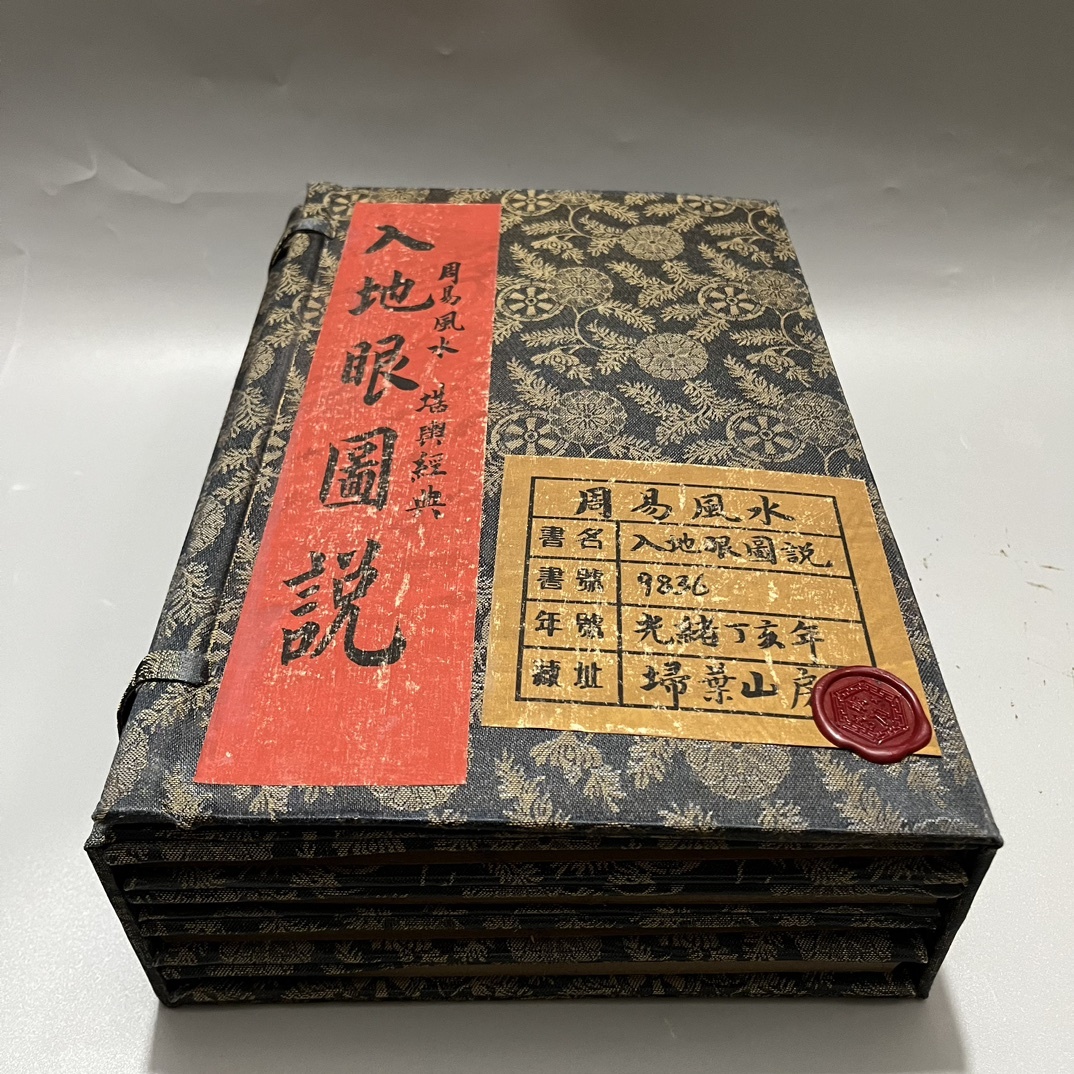 入地眼圖説
周易風水 堪輿經典
周易風水
書名 入地眼圖説
書號 9836
年號 光緒丁亥年
藏址 埽葉山房